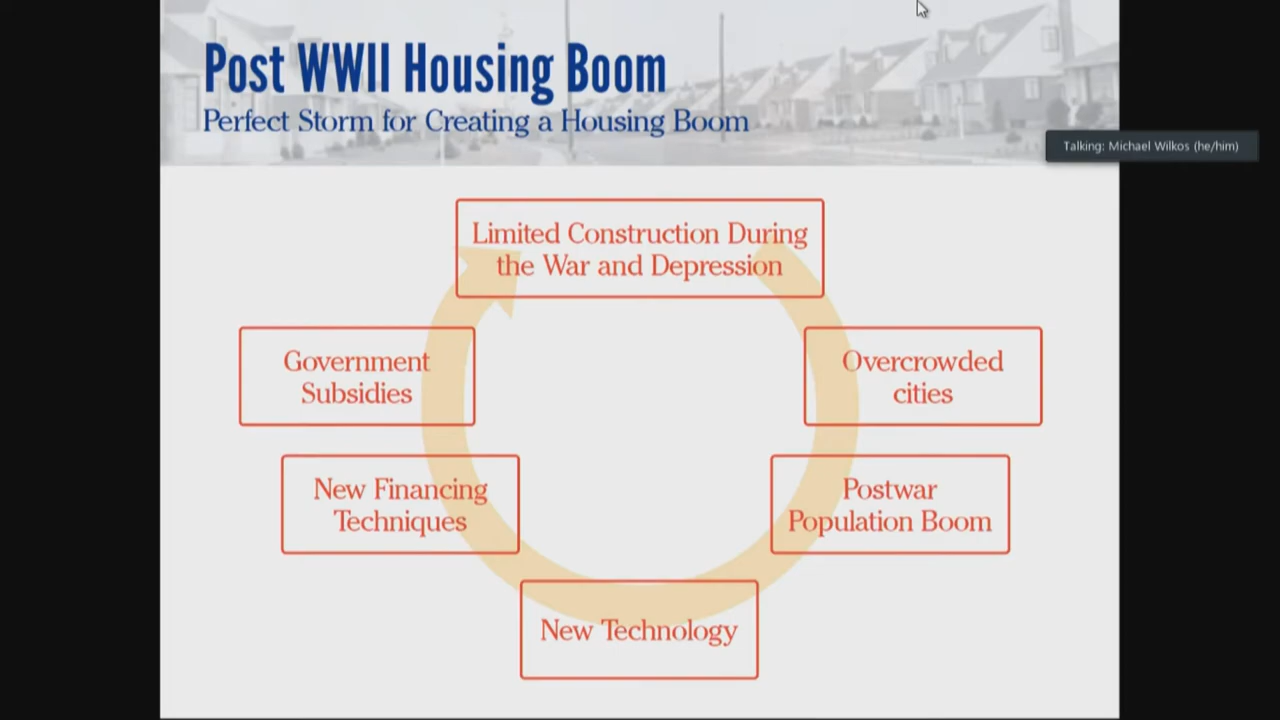 Post WWII Housing Boom
Perfect Storm for Creating a Housing Boom
Talking: Michael Wilkos (he/him)
Limited Construction During
the War and Depression
Government
Subsidies
Overcrowded
cities
New Financing
Techniques
Postwar
Population Boom
New Technology